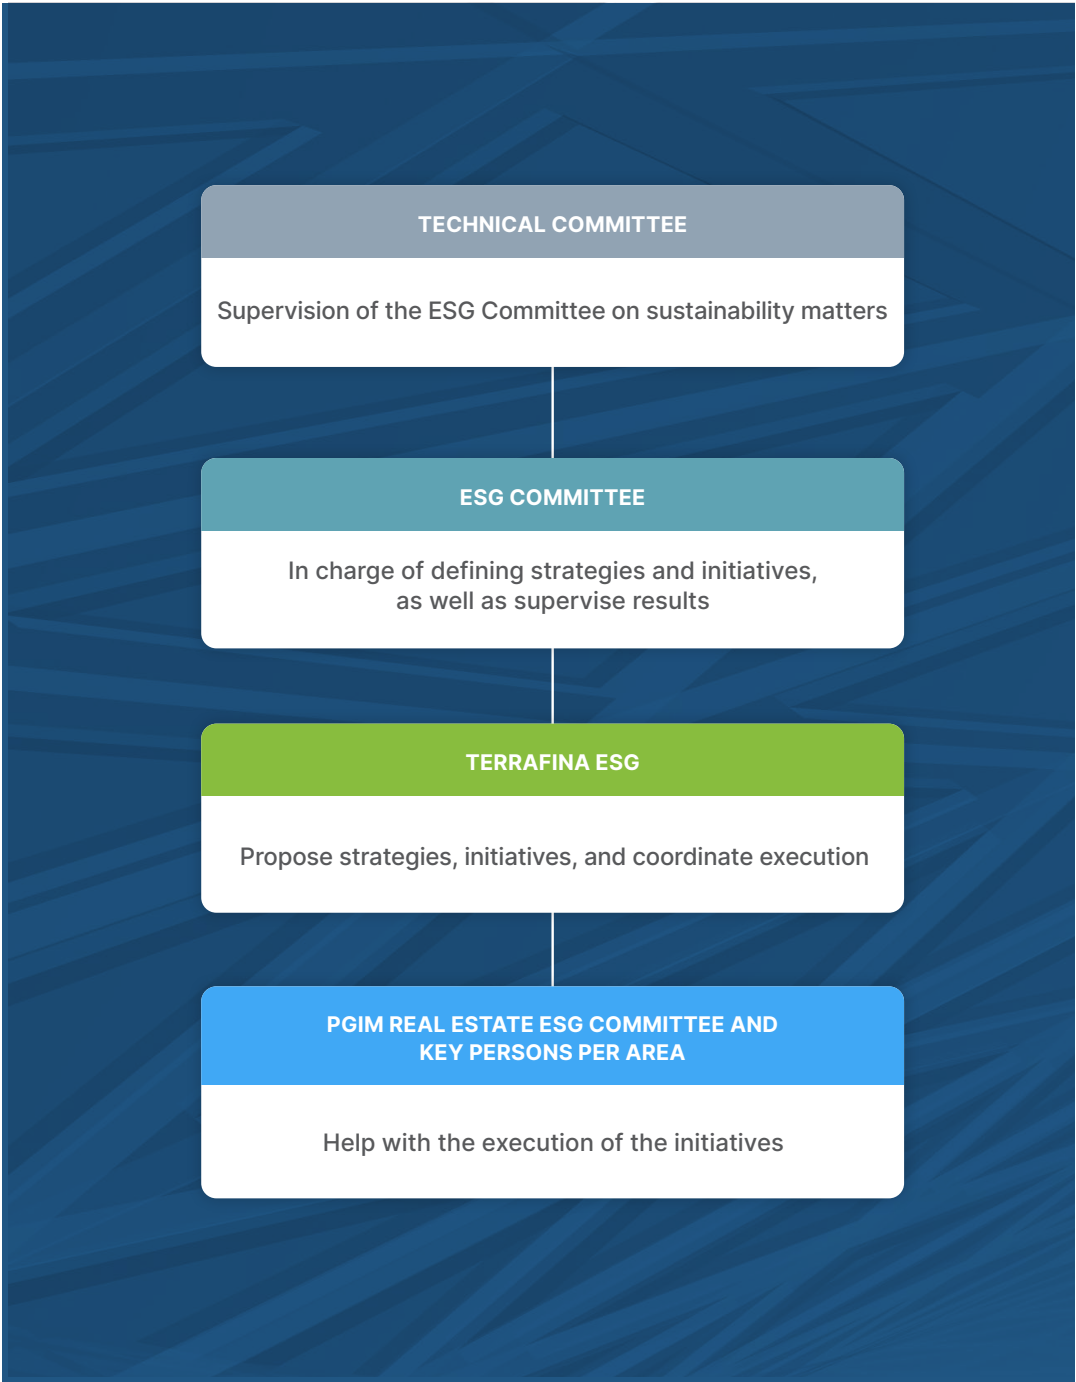 TECHNICAL COMMITTEE
Supervision of the ESG Committee on sustainability matters
ESG COMMITTEE
In charge of defining strategies and initiatives,
as well as supervise results
TERRAFINA ESG
Propose strategies, initiatives, and coordinate execution
PGIM REAL ESTATE ESG COMMITTEE AND
KEY PERSONS PER AREA
Help with the execution of the initiatives